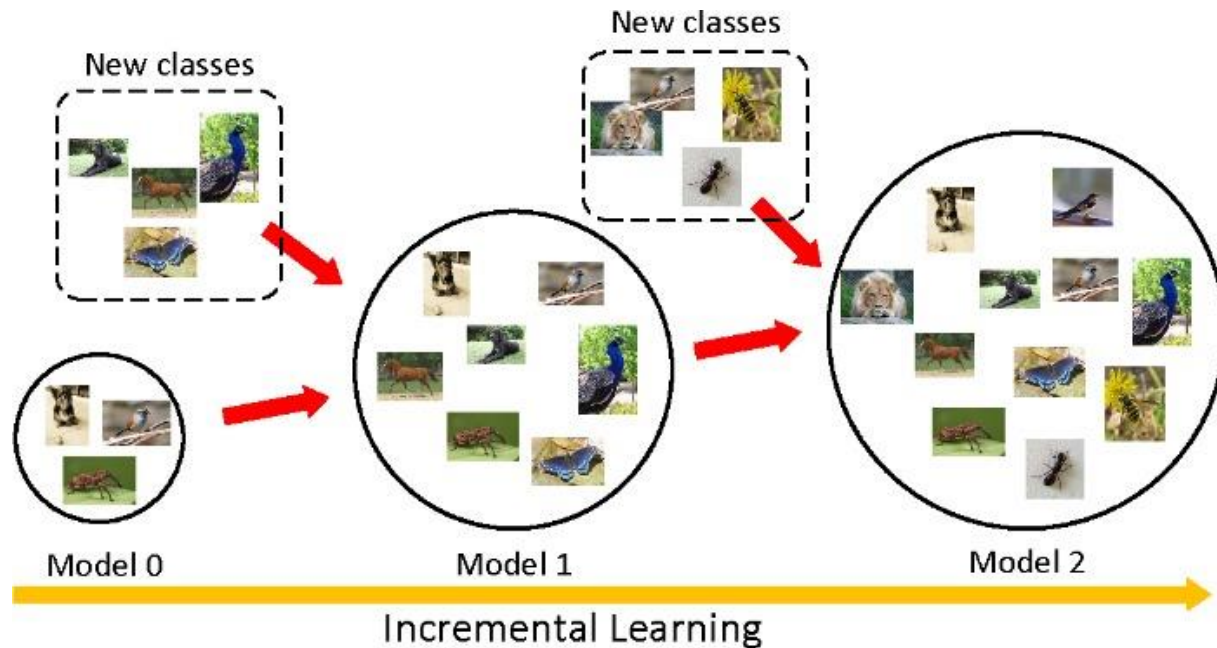 New classes
New classes
Model 0
Model 1
Model 2
Incremental Learning